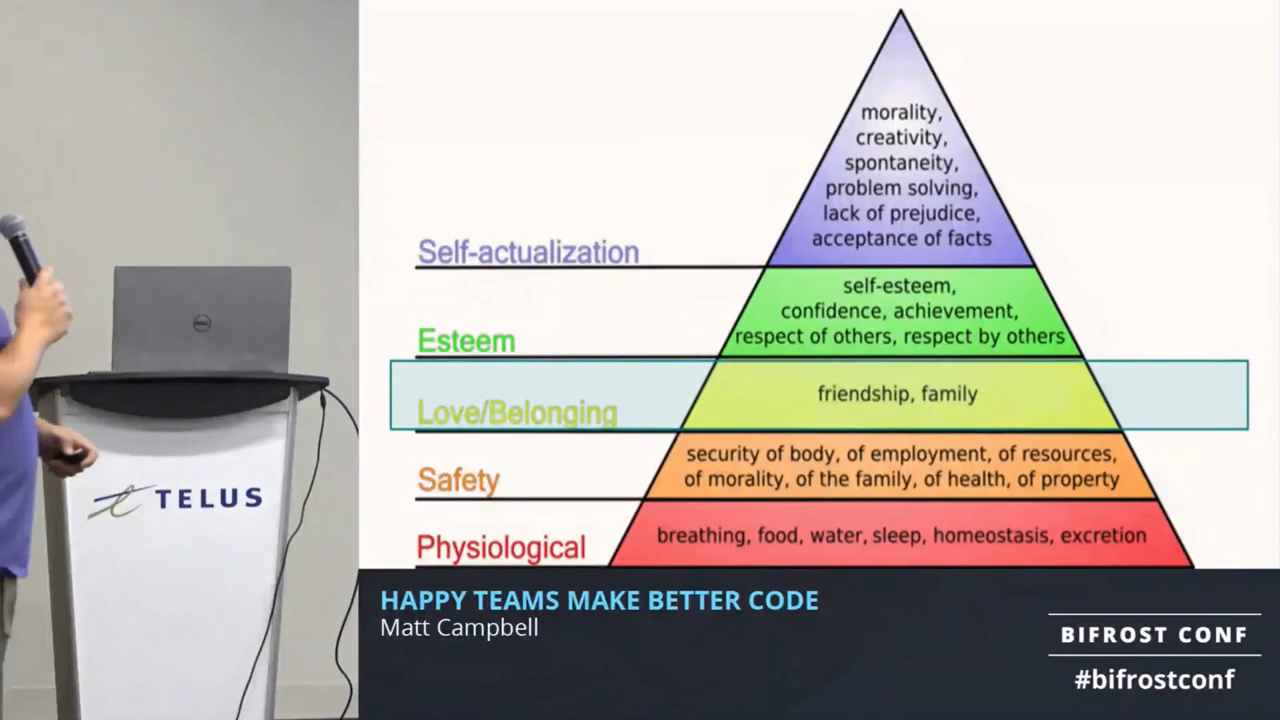 morality,
creativity,
spontaneity,
problem solving,
lack of prejudice,
acceptance of facts
Self-actualization
self-esteem,
confidence, achievement,
respect of others, respect by others
Esteem
friendship, family
Love/Belonging
security of body, of employment, of resources,
of morality, of the family, of health, of property
Safety
breathing, food, water, sleep, homeostasis, excretion
Physiological
DELL
TELUS
HAPPY TEAMS MAKE BETTER CODE
Matt Campbell
BIFROST CONF
#bifrostconf